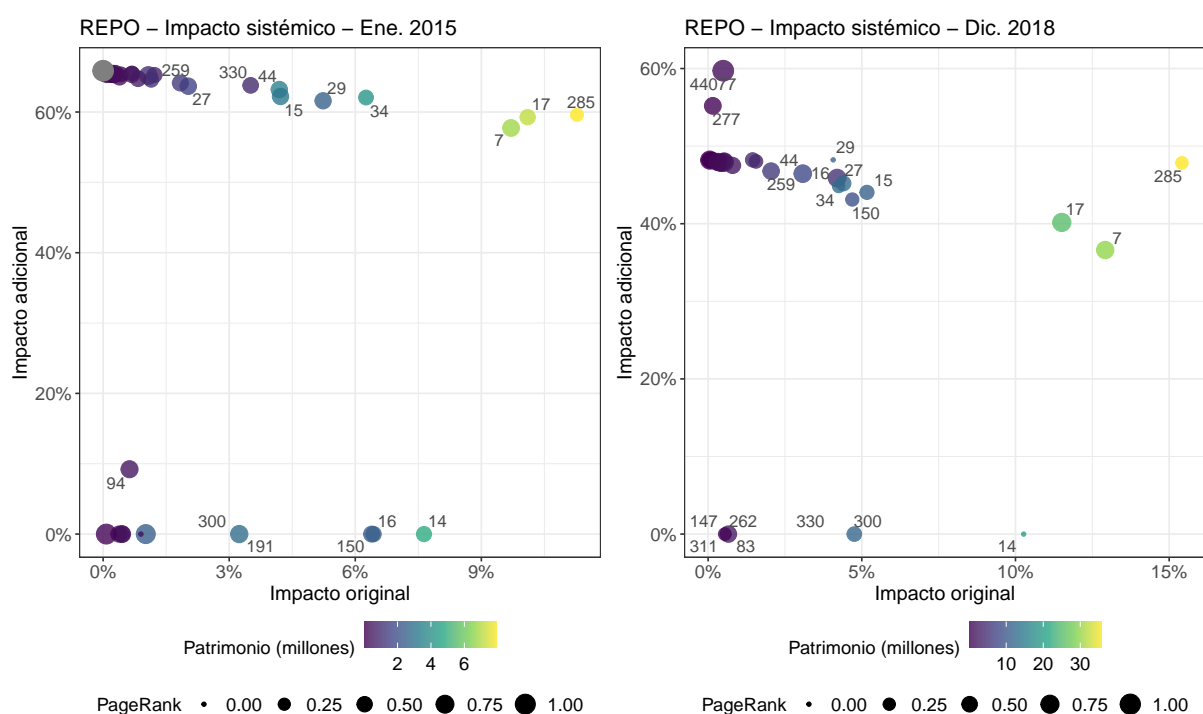 REPO − Impacto sistémico − Ene. 2015
259 330 44 29 17 285
27 15 34 7
94
300 16 14
191 150
60%
40%
20%
0%
0% 3% 6% 9%
Impacto adicional
Impacto original
Patrimonio (millones)
2 4 6
PageRank 0.00 0.25 0.50 0.75 1.00
REPO − Impacto sistémico − Dic. 2018
44077
277
29
44 16 27 15 285
259 34
150
17
7
147 262 330 300
311 83 14
60%
40%
20%
0%
0% 5% 10% 15%
Impacto adicional
Impacto original
Patrimonio (millones)
10 20 30
PageRank 0.00 0.25 0.50 0.75 1.00